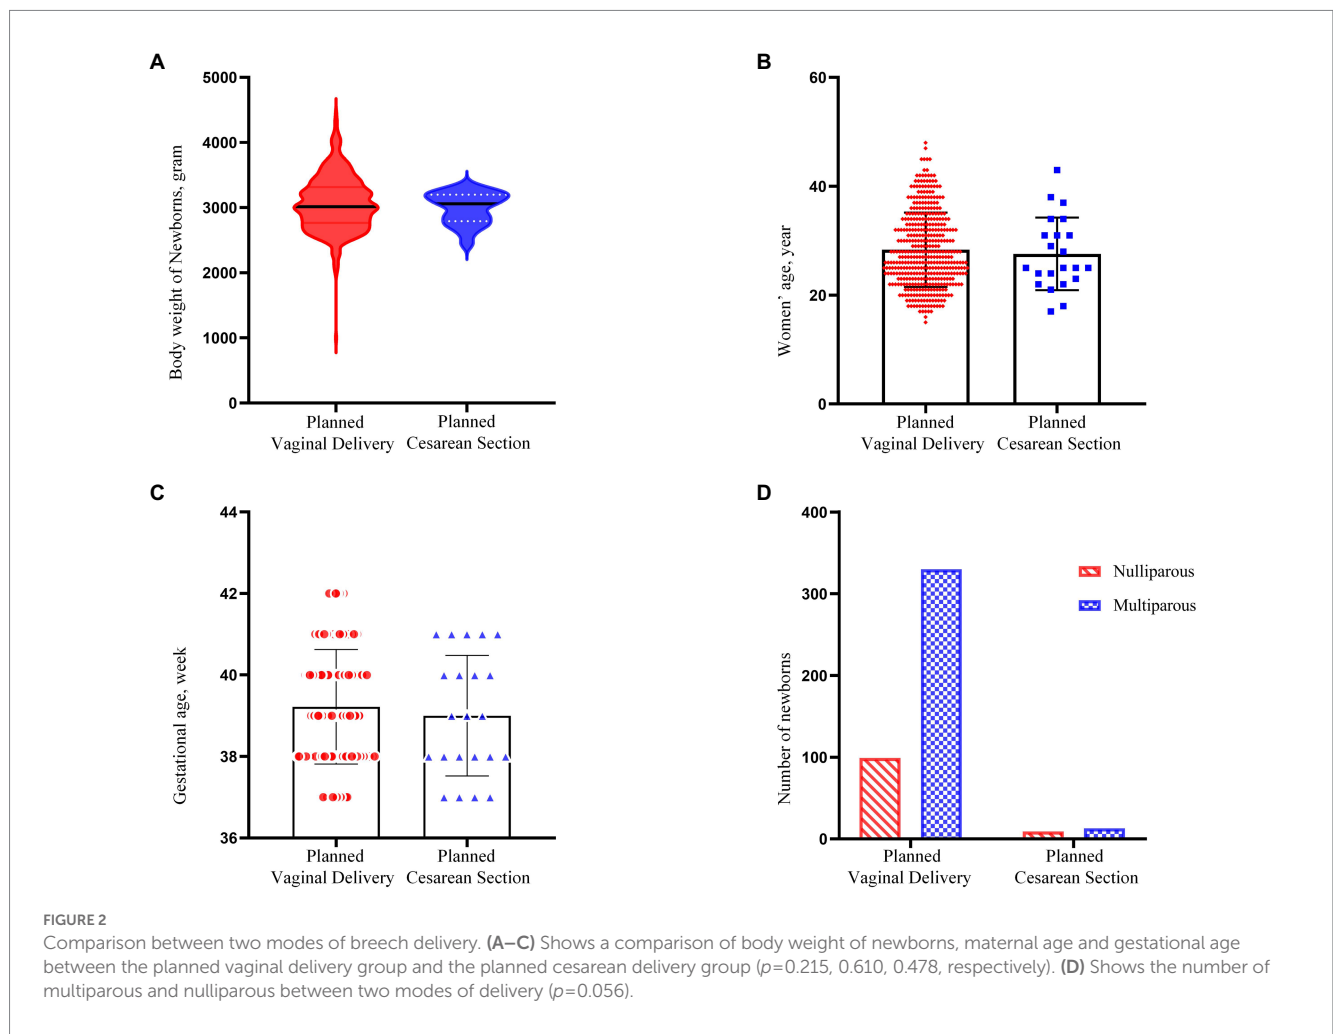 A
5000
4000
3000
2000
1000
0
Body weight of Newborns, gram
Planned
Vaginal Delivery
Planned
Cesarean Section
B
60
40
20
0
Women' age, year
Planned
Vaginal Delivery
Planned
Cesarean Section
C
44
42
40
38
36
Gestational age, week
Planned
Vaginal Delivery
Planned
Cesarean Section
D
400
300
200
100
0
Number of newborns
Nulliparous
Multiparous
Planned
Vaginal Delivery
Planned
Cesarean Section
FIGURE 2
Comparison between two modes of breech delivery. (A–C) Shows a comparison of body weight of newborns, maternal age and gestational age
between the planned vaginal delivery group and the planned cesarean delivery group (p=0.215, 0.610, 0.478, respectively). (D) Shows the number of
multiparous and nulliparous between two modes of delivery (p=0.056).